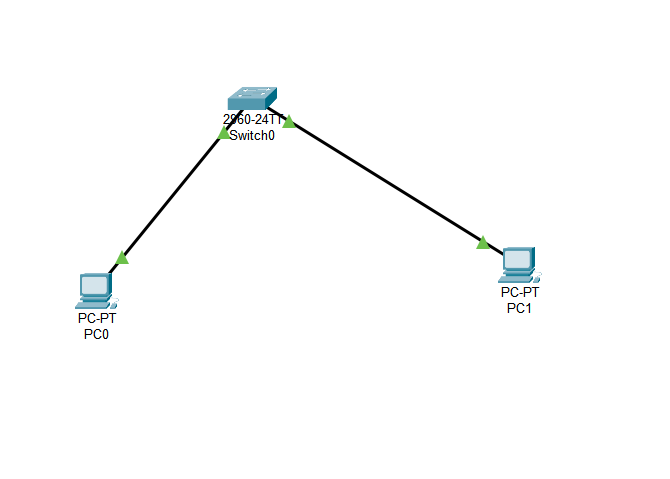 2960-24TT
Switch0
PC-PT
PC0
PC-PT
PC1